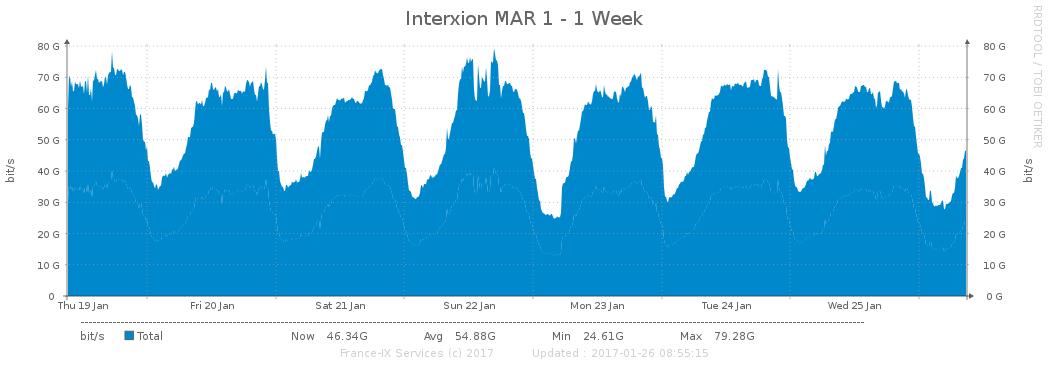 Interxion MAR 1 - 1 Week
RRDTOOL / TOBI OETIKER
80 G 80 G
70 G 70 G
60 G 60 G
50 G 50 G
40 G 40 G
30 G 30 G
20 G 20 G
10 G 10 G
0 0 G
bit/s bit/s
Thu 19 Jan Fri 20 Jan Sat 21 Jan Sun 22 Jan Mon 23 Jan Tue 24 Jan Wed 25 Jan
bit/s Total Now 46.34G Avg 54.88G Min 24.61G Max 79.28G
France-IX Services (c) 2017 Updated : 2017-01-26 08:55:15